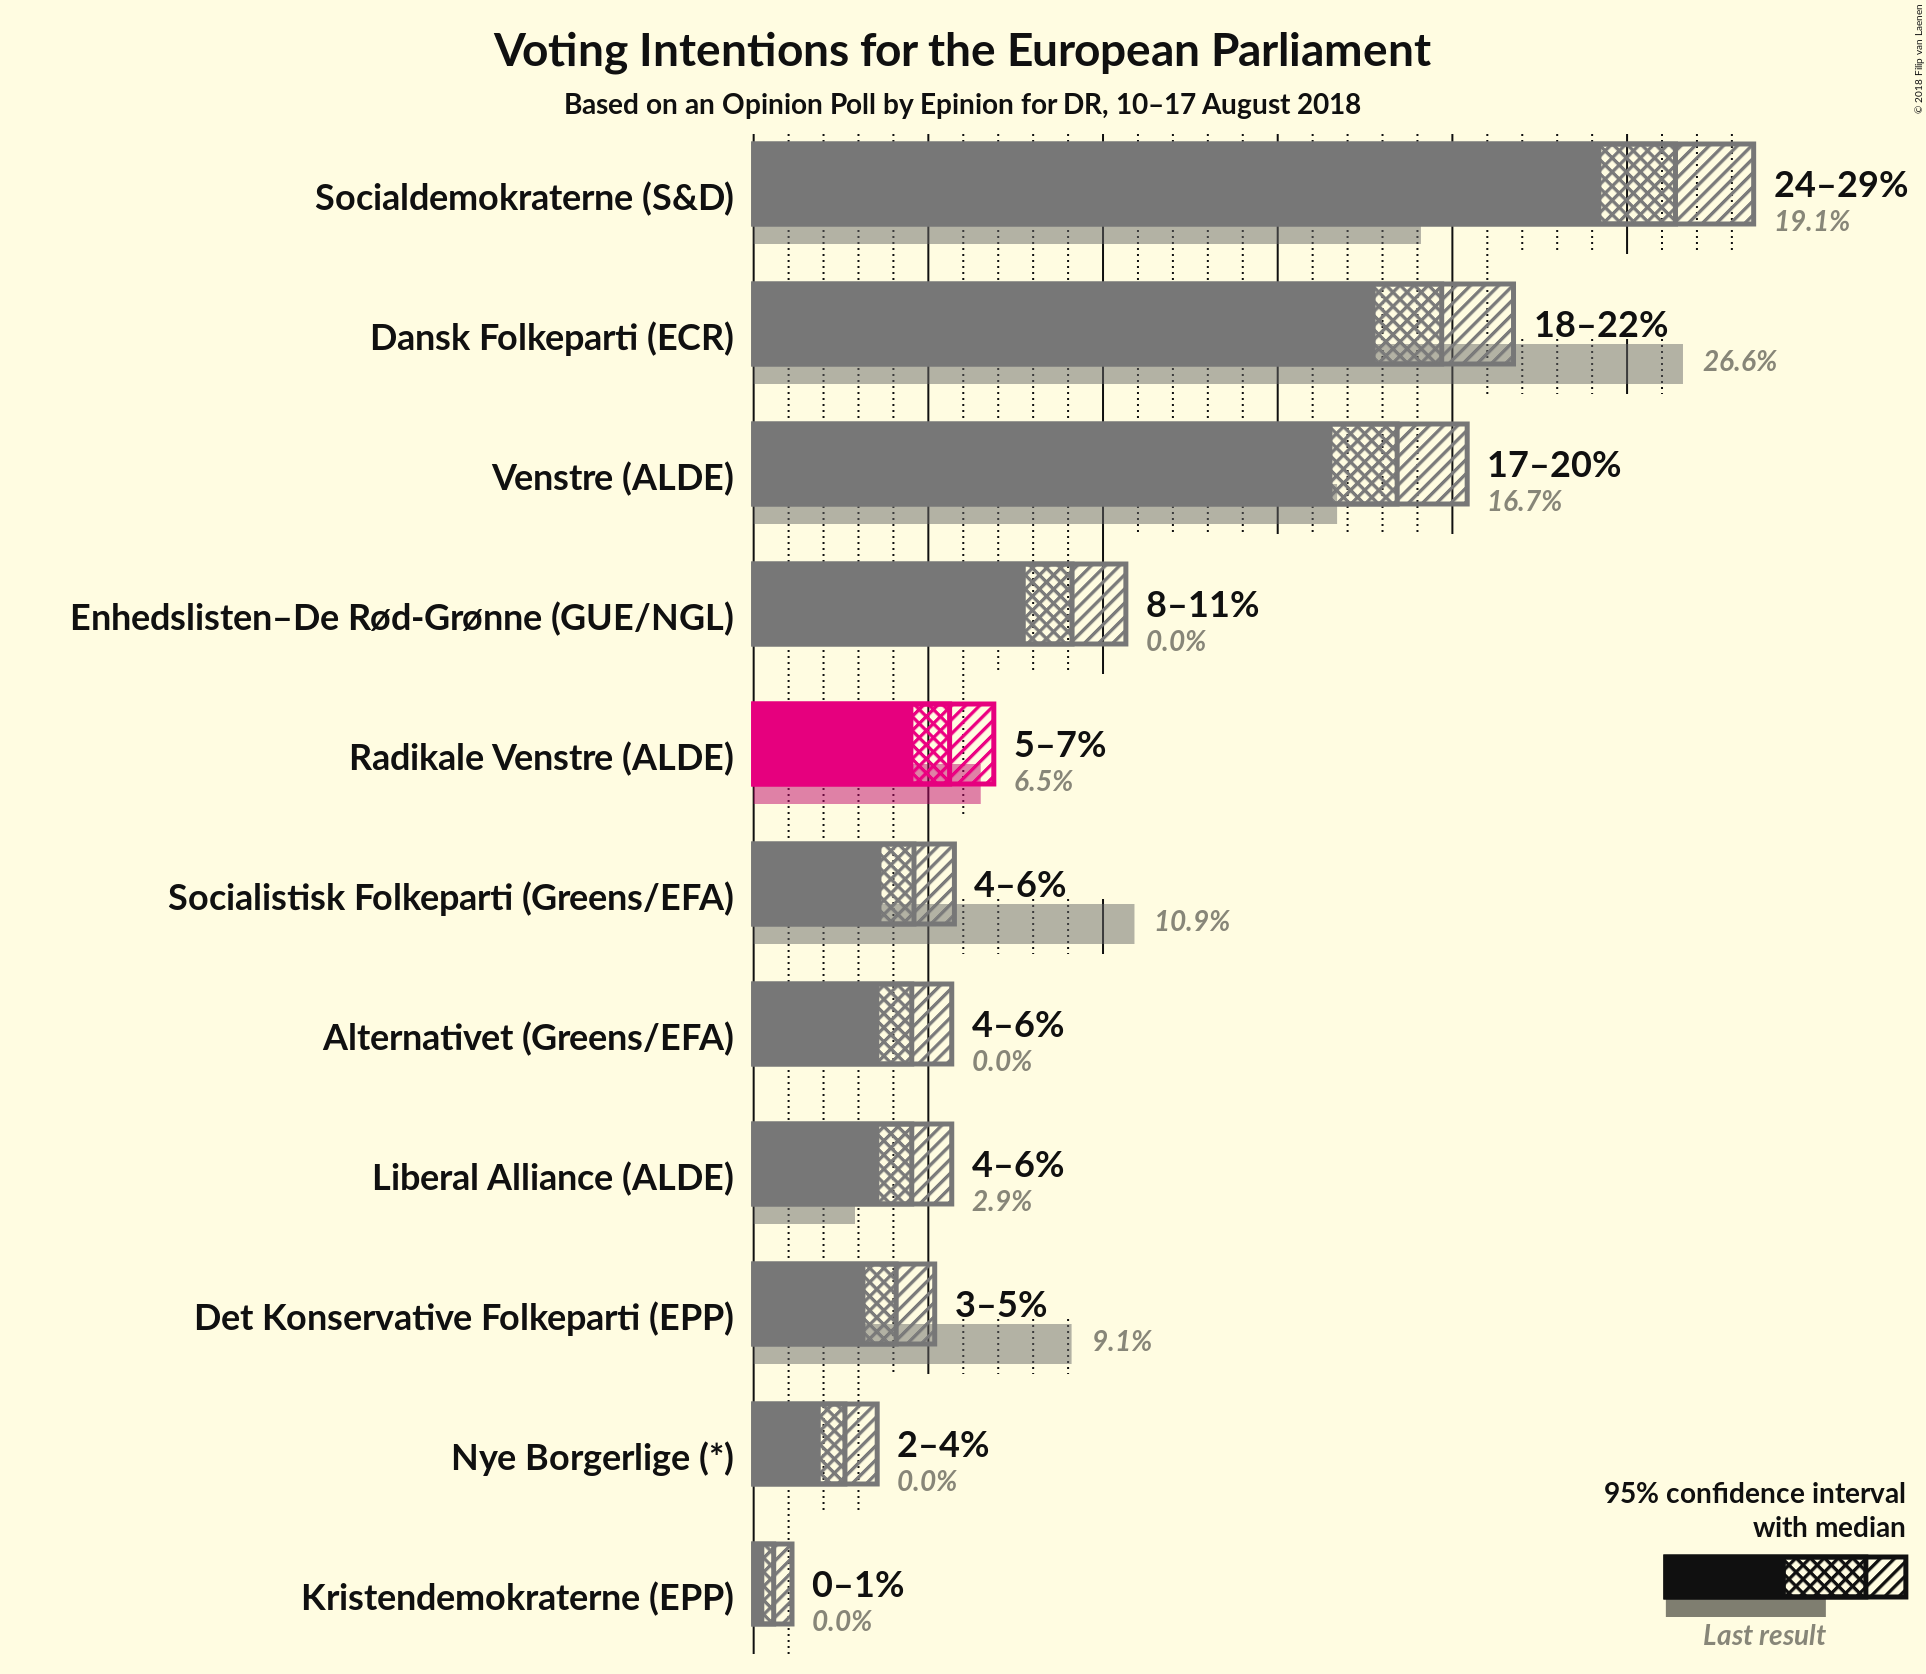 Voting Intentions for the European Parliament
Based on an Opinion Poll by Epinion for DR, 10–17 August 2018
© 2018 Filip van Laenen
Socialdemokraterne (S&D)
24–29%
19.1%
Dansk Folkeparti (ECR)
18–22%
26.6%
Venstre (ALDE)
17–20%
16.7%
Enhedslisten–De Rød-Grønne (GUE/NGL)
8–11%
0.0%
Radikale Venstre (ALDE)
5–7%
6.5%
Socialistisk Folkeparti (Greens/EFA)
4–6%
10.9%
Alternativet (Greens/EFA)
4–6%
0.0%
Liberal Alliance (ALDE)
4–6%
2.9%
Det Konservative Folkeparti (EPP)
3–5%
9.1%
Nye Borgerlige (*)
2–4%
0.0%
Kristendemokraterne (EPP)
0–1%
0.0%
95% confidence interval
with median
Last result